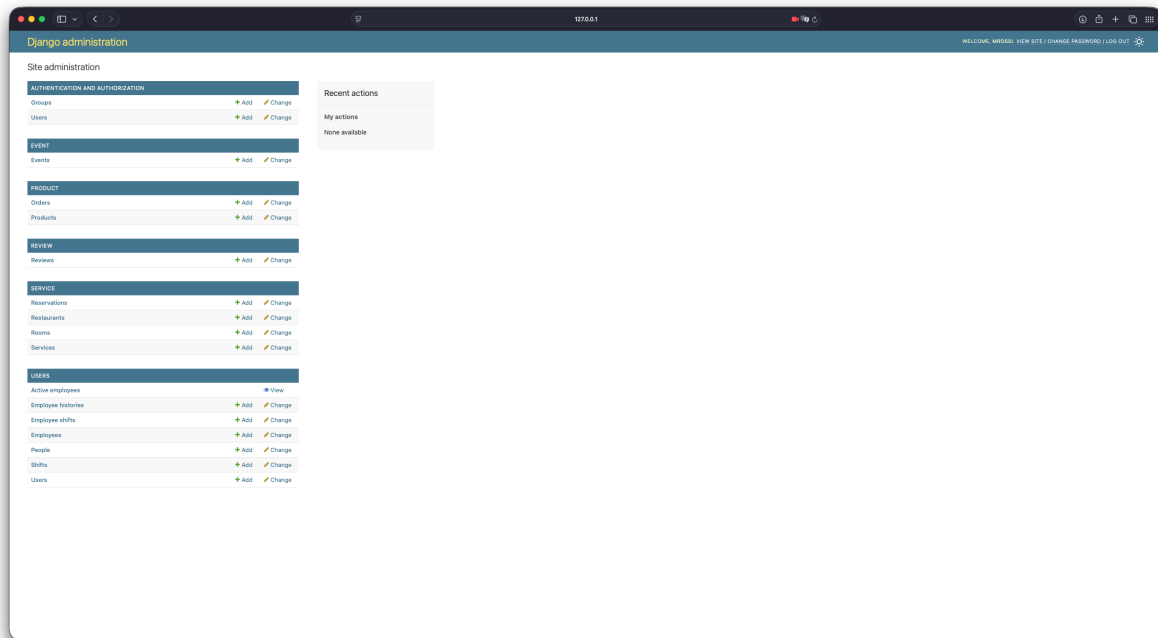 127.0.0.1
Django administration
WELCOME, MROSSI. VIEW SITE / CHANGE PASSWORD / LOG OUT
Site administration
AUTHENTICATION AND AUTHORIZATION
Groups + Add Change
Users + Add Change
EVENT
Events + Add Change
PRODUCT
Orders + Add Change
Products + Add Change
REVIEW
Reviews + Add Change
SERVICE
Reservations + Add Change
Restaurants + Add Change
Rooms + Add Change
Services + Add Change
USERS
Active employees View
Employee histories + Add Change
Employee shifts + Add Change
Employees + Add Change
People + Add Change
Shifts + Add Change
Users + Add Change
Recent actions
My actions
None available